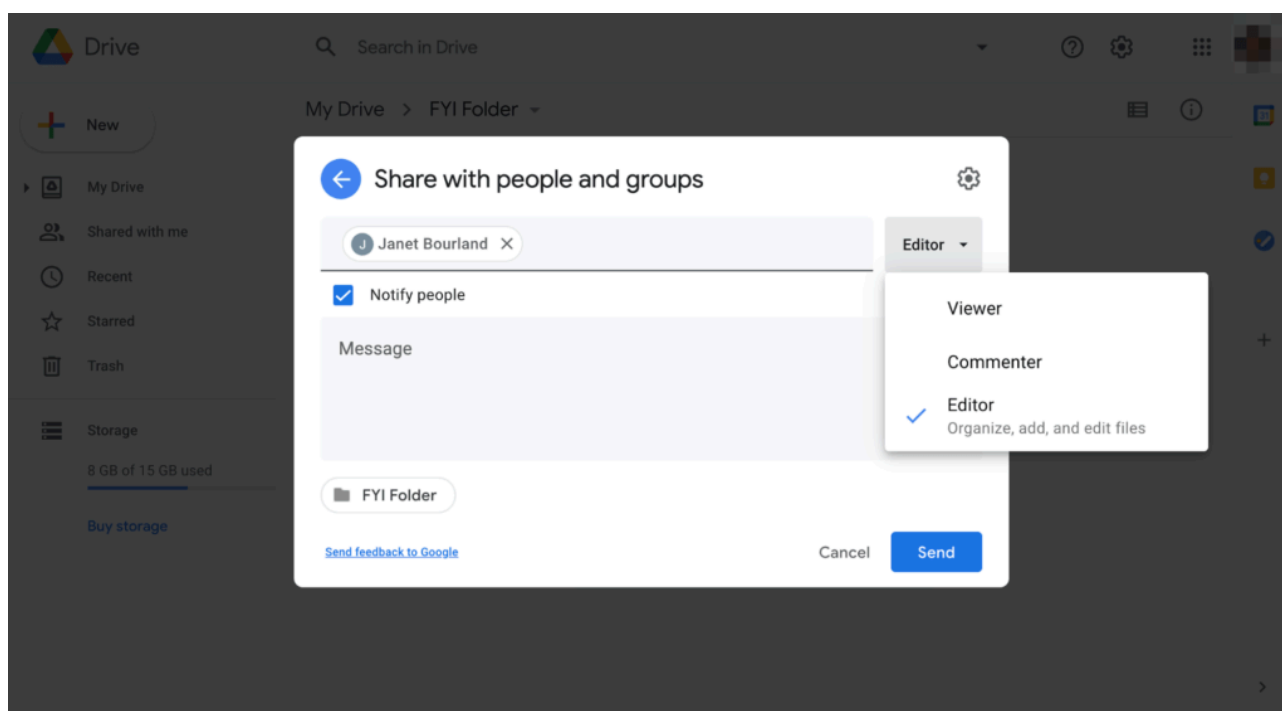 Drive
Search in Drive
My Drive > FYI Folder
New
My Drive
Shared with me
Recent
Starred
Trash
Storage
8 GB of 15 GB used
Buy storage
Share with people and groups
J Janet Bourland
Editor
Notify people
Message
Viewer
Commenter
Editor
Organize, add, and edit files
FYI Folder
Send feedback to Google
Cancel
Send
31